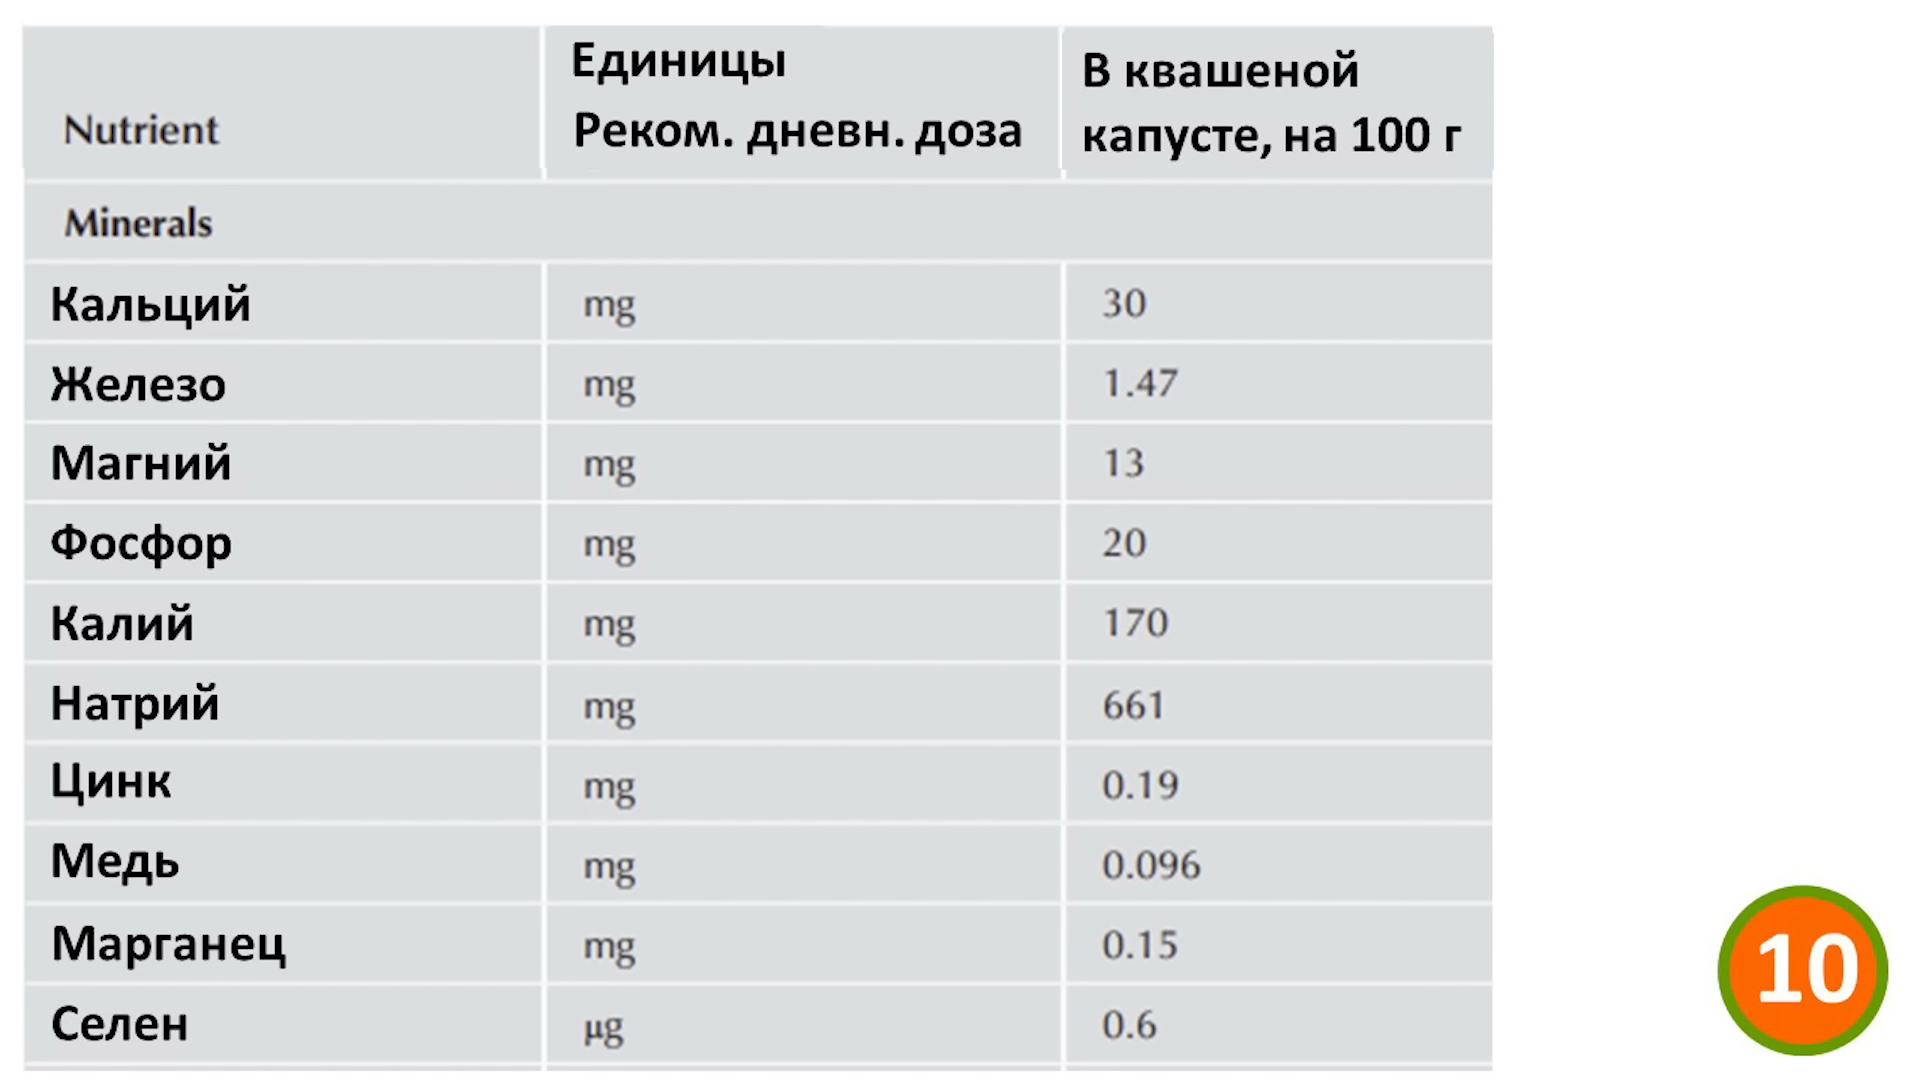 Nutrient
Единицы
Реком. дневн. доза
В квашеной
капусте, на 100 г
Minerals
Кальций mg 30
Железо mg 1.47
Магний mg 13
Фосфор mg 20
Калий mg 170
Натрий mg 661
Цинк mg 0.19
Медь mg 0.096
Марганец mg 0.15
Селен µg 0.6
10